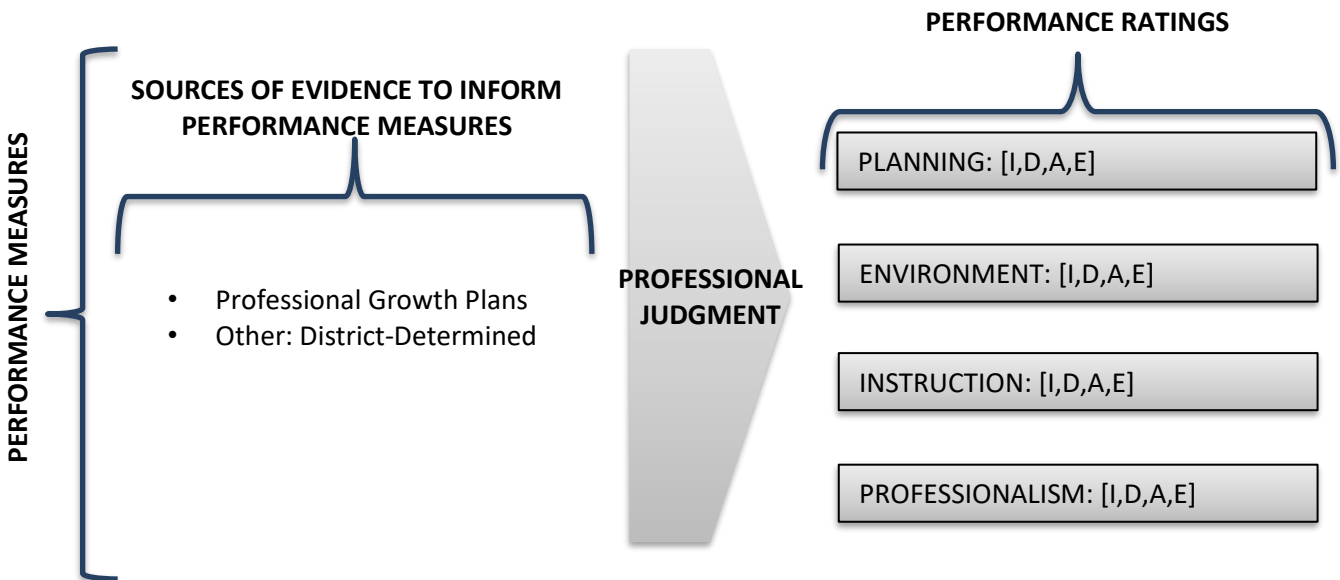 PERFORMANCE MEASURES
SOURCES OF EVIDENCE TO INFORM
PERFORMANCE MEASURES
• Professional Growth Plans
• Other: District-Determined
PROFESSIONAL
JUDGMENT
PERFORMANCE RATINGS
PLANNING: [I,D,A,E]
ENVIRONMENT: [I,D,A,E]
INSTRUCTION: [I,D,A,E]
PROFESSIONALISM: [I,D,A,E]